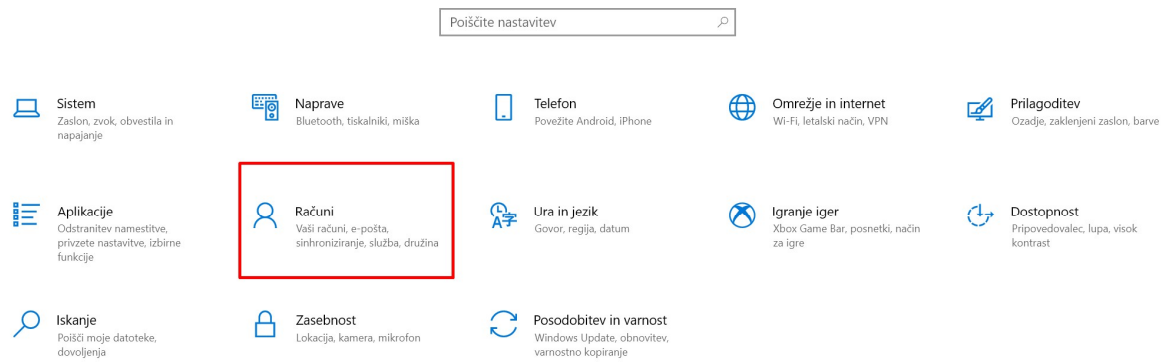 Poiščite nastavitev
Sistem
Zaslon, zvok, obvestila in
napajanje
Naprave
Bluetooth, tiskalniki, miška
Telefon
Povežite Android, iPhone
Omrežje in internet
Wi-Fi, letalski način, VPN
Prilagoditev
Ozadje, zaklenjeni zaslon, barve
Aplikacije
Odstranitev namestitve,
privzete nastavitve, izbirne
funkcije
Računi
Vaši računi, e-pošta,
sinhroniziranje, služba, družina
Ura in jezik
Govor, regija, datum
Igranje iger
Xbox Game Bar, posnetki, način
za igre
Dostopnost
Pripovedovalec, lupa, visok
kontrast
Iskanje
Poišči moje datoteke,
dovoljenja
Zasebnost
Lokacija, kamera, mikrofon
Posodobitev in varnost
Windows Update, obnovitev,
varnostno kopiranje